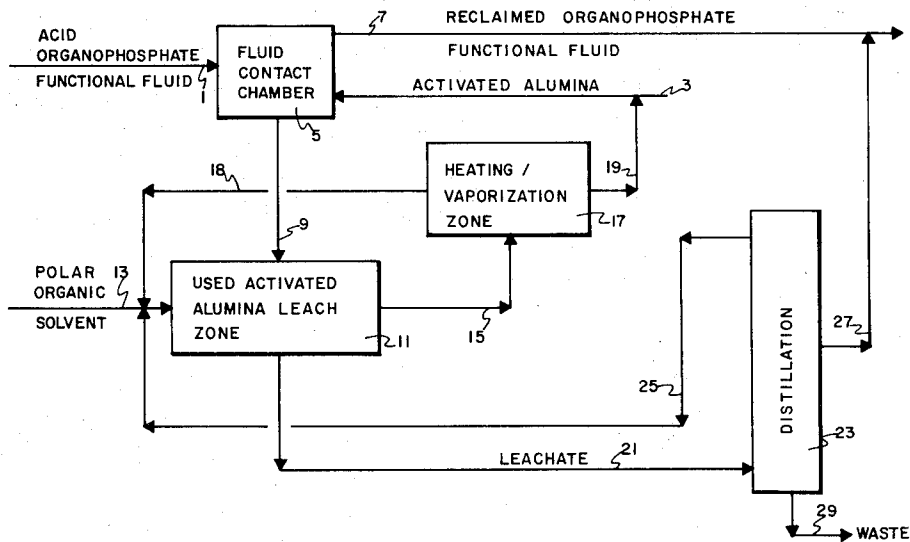 7
RECLAIMED ORGANOPHOSPHATE
FUNCTIONAL FLUID
ACID
ORGANOPHOSPHATE
FUNCTIONAL FLUID
1
FLUID
CONTACT
CHAMBER
5
ACTIVATED ALUMINA
3
18
HEATING /
VAPORIZATION
ZONE
17
19
9
POLAR 13
ORGANIC
SOLVENT
USED ACTIVATED
ALUMINA LEACH
ZONE
11
15
25
DISTILLATION
23
27
LEACHATE
21
29
WASTE